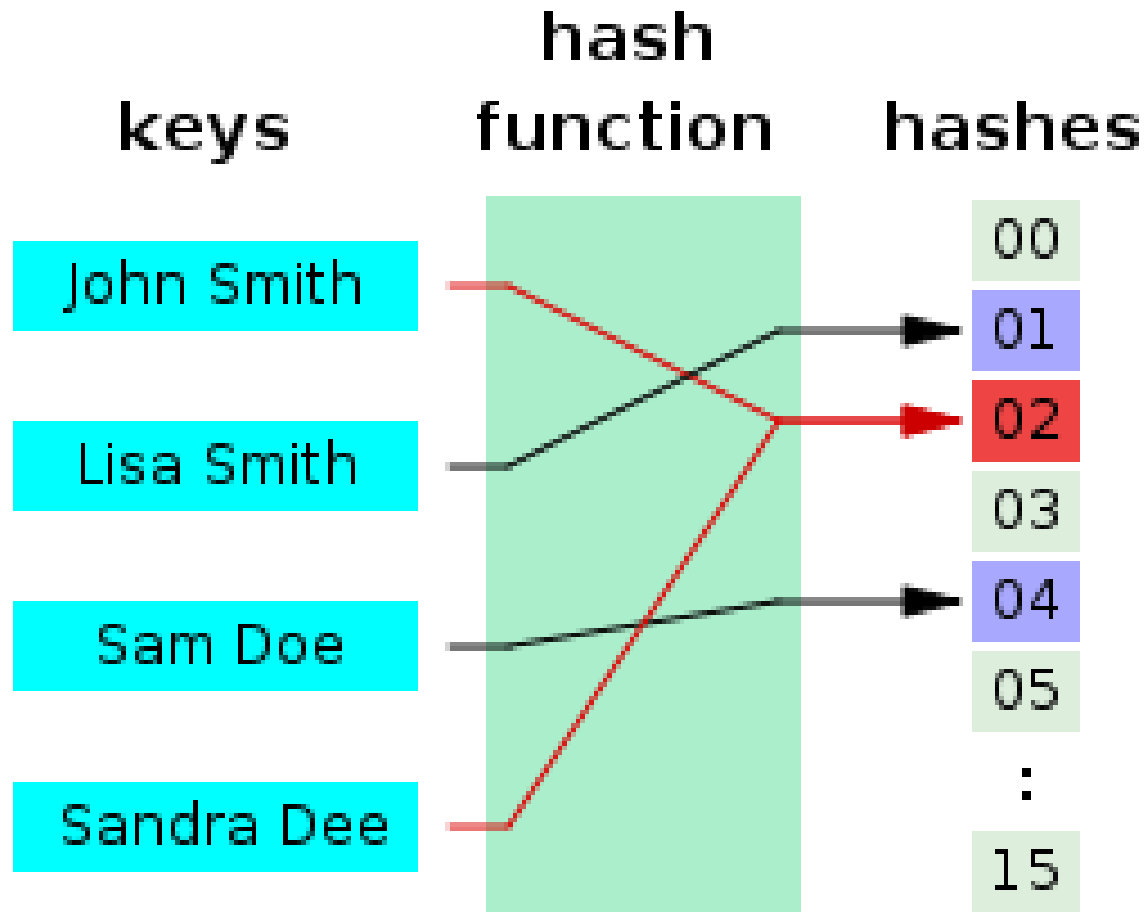 hash
keys function hashes
00
John Smith
01
02
Lisa Smith
03
04
Sam Doe
05
:
Sandra Dee
15